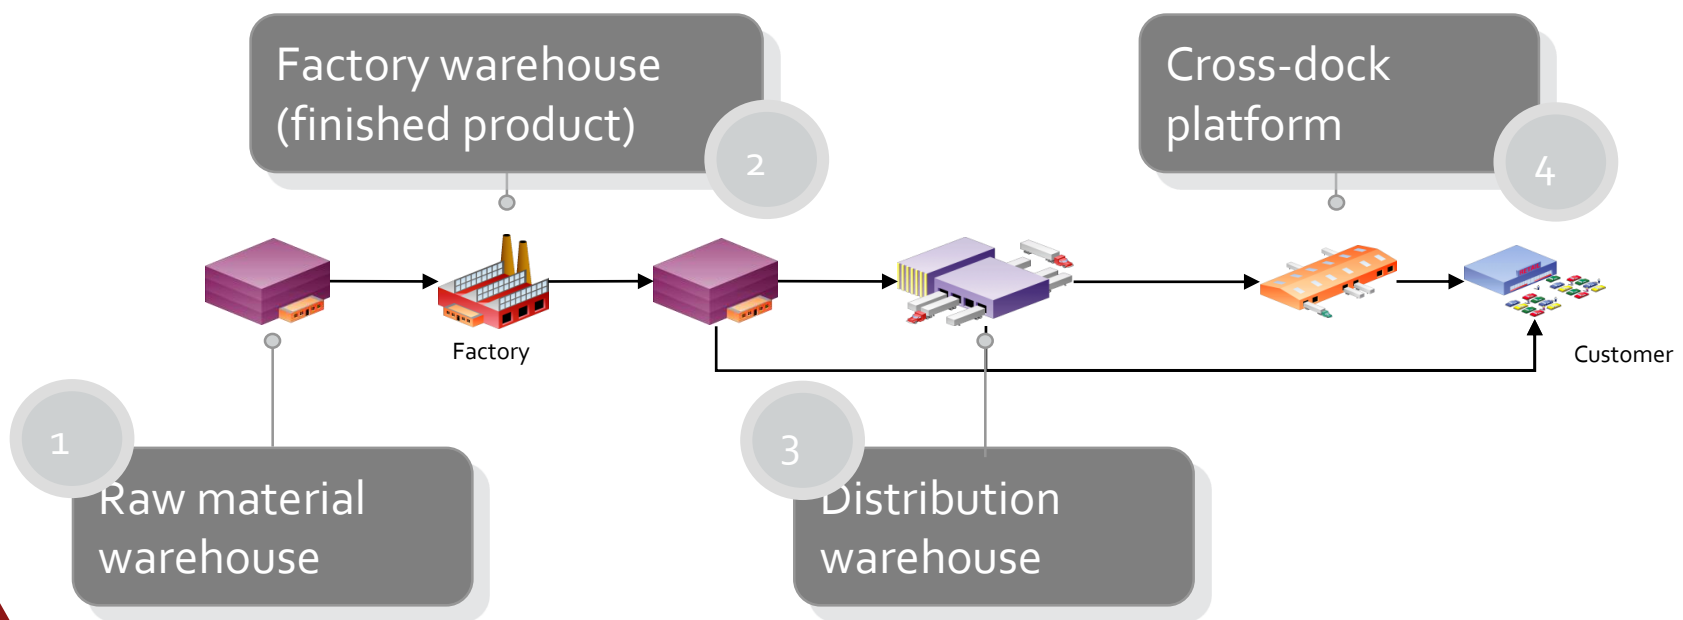 Factory warehouse
(finished product)
2
Cross-dock
platform
4
Factory
Customer
1
Raw material
warehouse
3
Distribution
warehouse